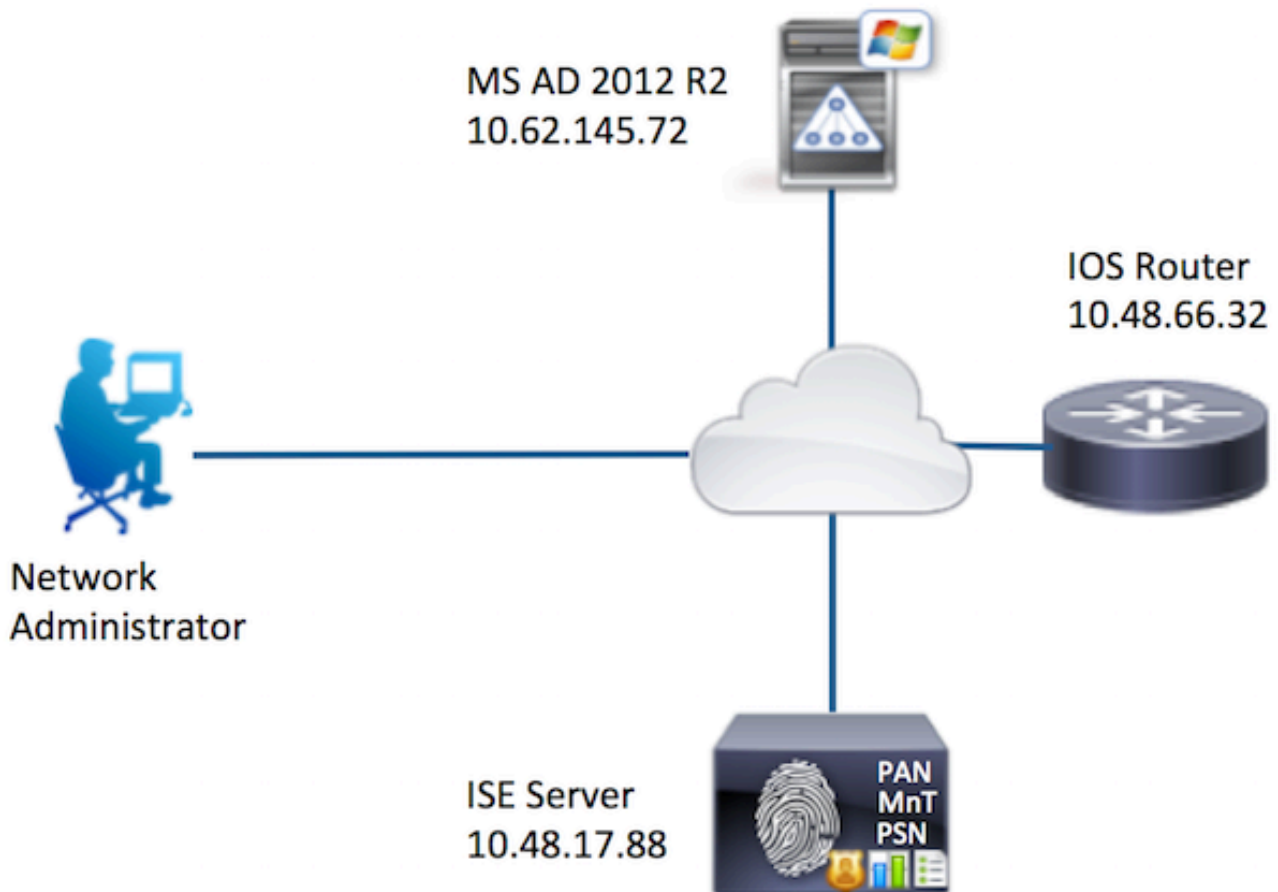 MS AD 2012 R2
10.62.145.72
IOS Router
10.48.66.32
Network
Administrator
ISE Server
10.48.17.88
PAN
MnT
PSN